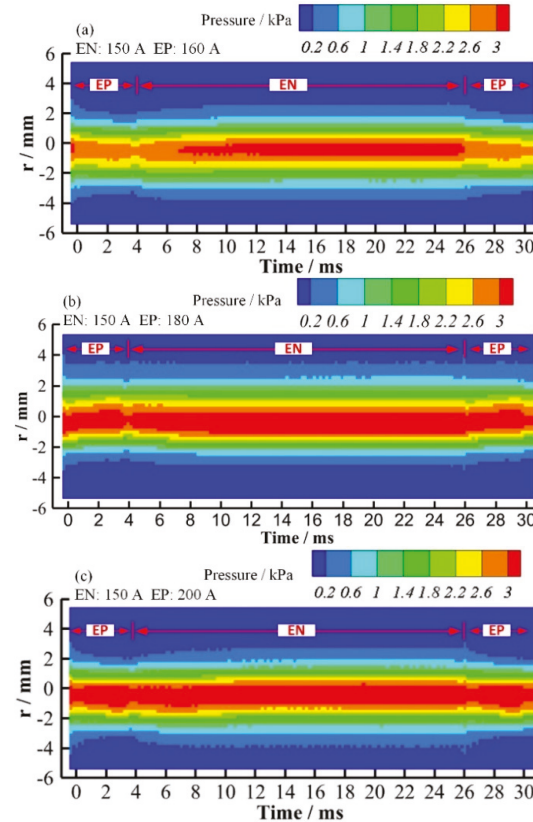 (a)
Pressure / kPa
EN: 150 A EP: 160 A
0.2 0.6 1 1.4 1.8 2.2 2.6 3
6
4
2
0
-2
-4
-6
r / mm
EP EN EP
0 2 4 6 8 10 12 14 16 18 20 22 24 26 28 30
Time / ms
(b)
Pressure / kPa
EN: 150 A EP: 180 A
0.2 0.6 1 1.4 1.8 2.2 2.6 3
6
4
2
0
-2
-4
-6
r / mm
EP EN EP
0 2 4 6 8 10 12 14 16 18 20 22 24 26 28 30
Time / ms
(c)
Pressure / kPa
EN: 150 A EP: 200 A
0.2 0.6 1 1.4 1.8 2.2 2.6 3
6
4
2
0
-2
-4
-6
r / mm
EP EN EP
0 2 4 6 8 10 12 14 16 18 20 22 24 26 28 30
Time / ms